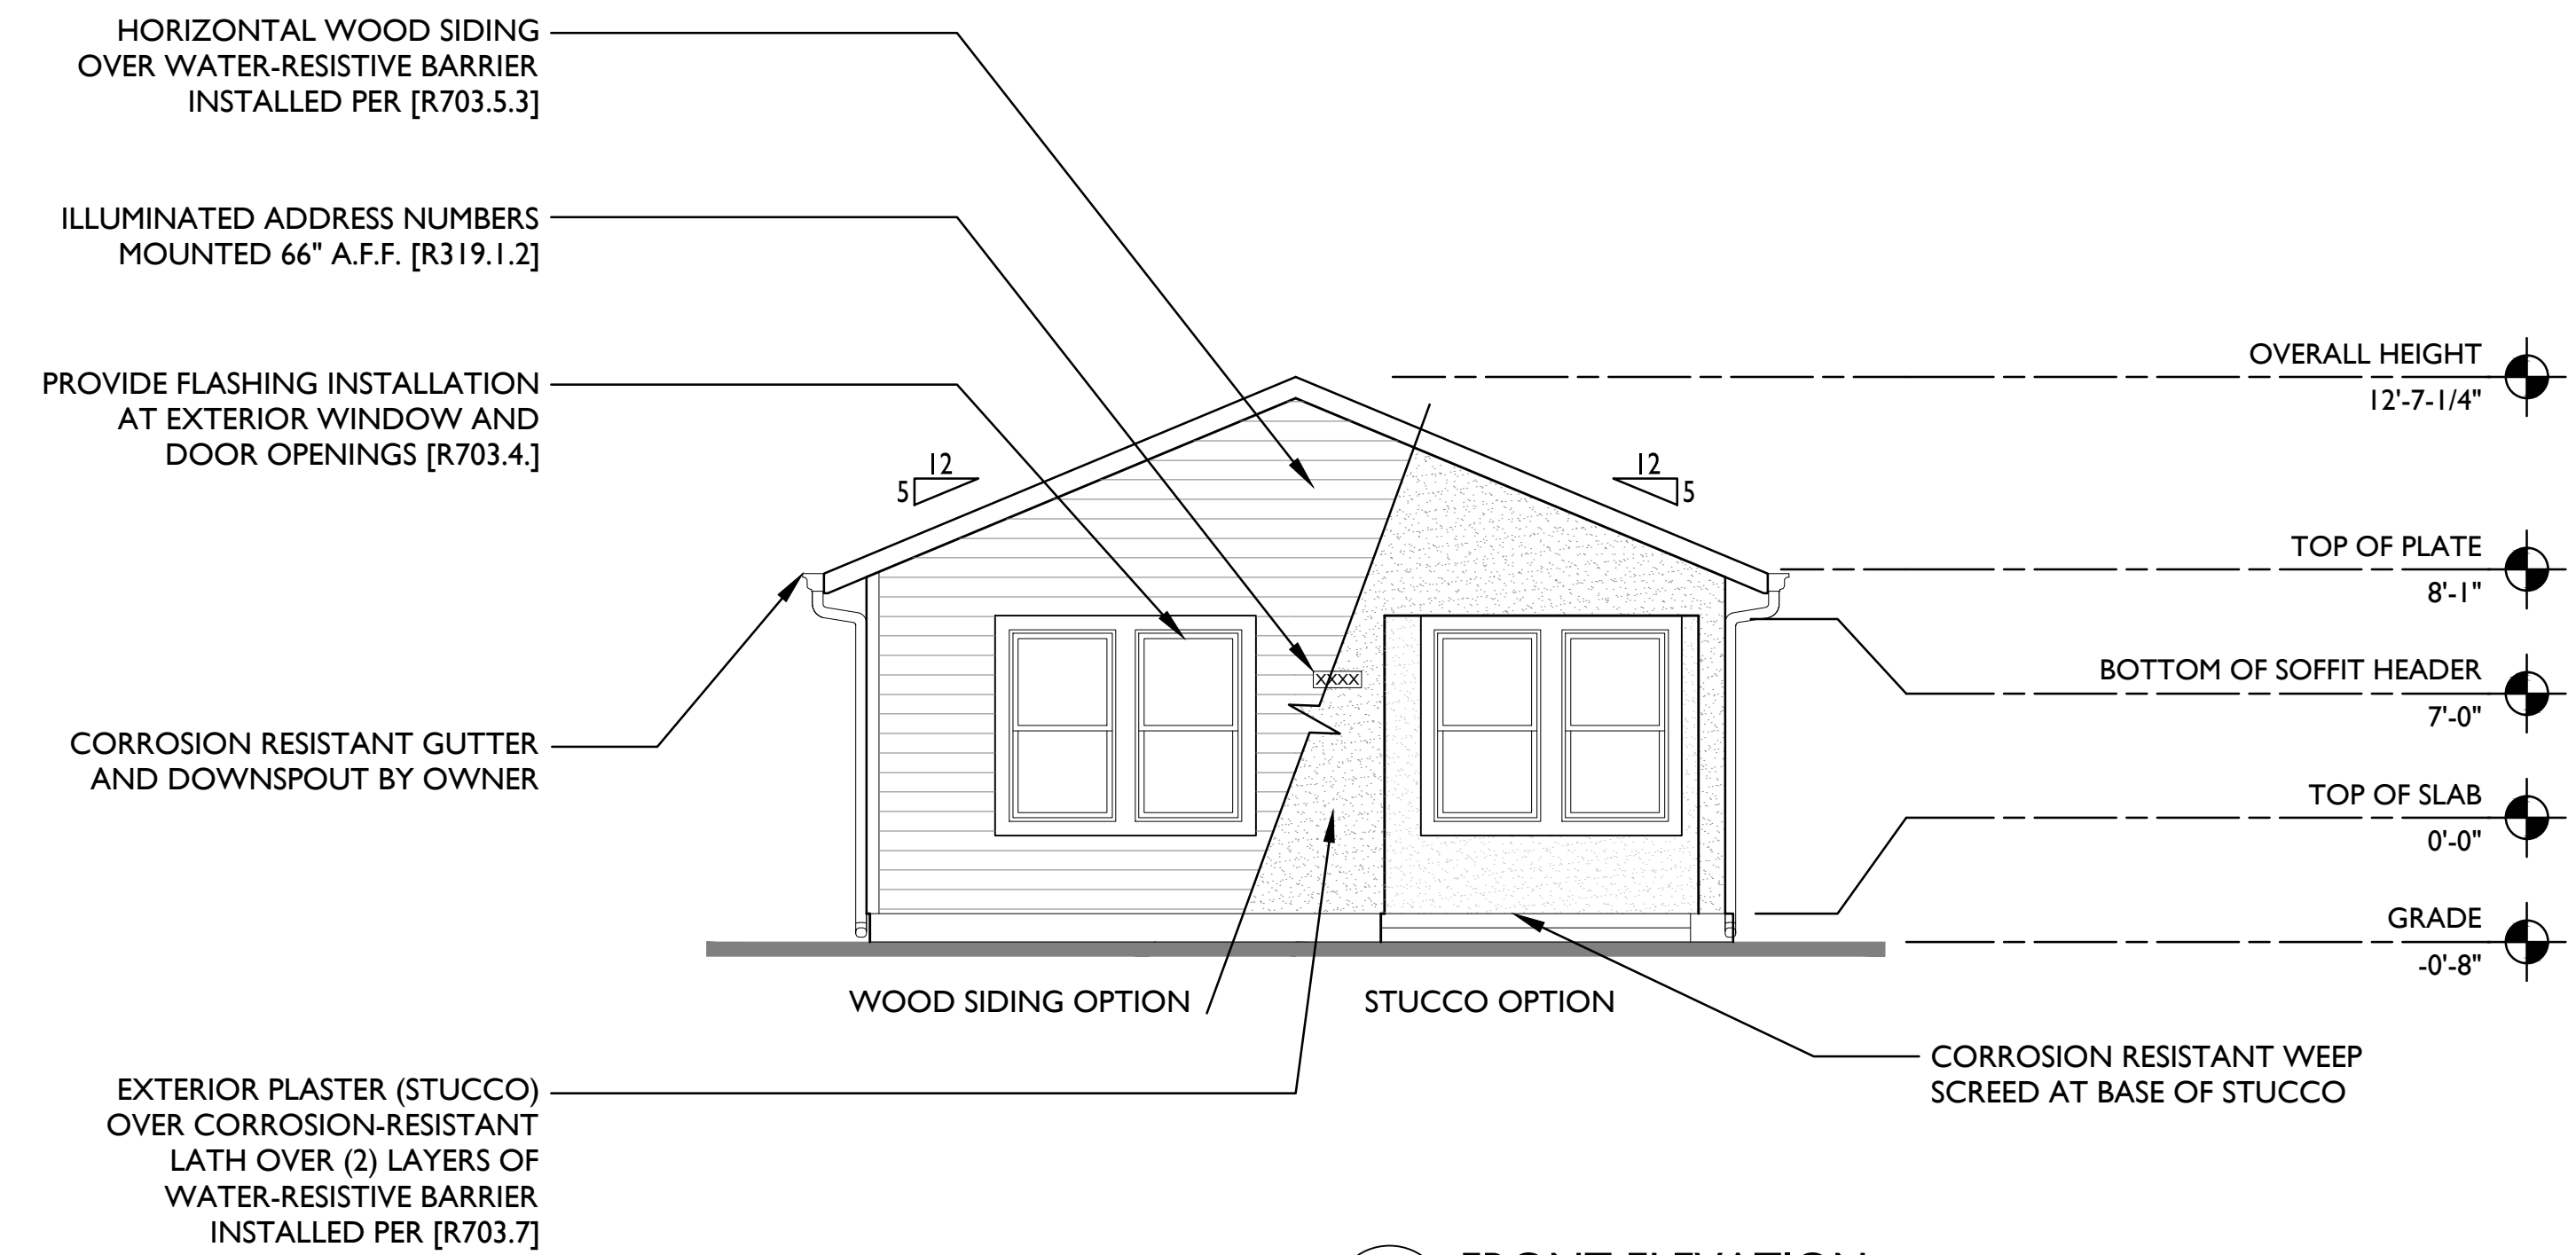 HORIZONTAL WOOD SIDING
OVER WATER-RESISTIVE BARRIER
INSTALLED PER [R703.5.3]
ILLUMINATED ADDRESS NUMBERS
MOUNTED 66" A.F.F. [R319.1.2]
PROVIDE FLASHING INSTALLATION
AT EXTERIOR WINDOW AND
DOOR OPENINGS [R703.4.]
CORROSION RESISTANT GUTTER
AND DOWNSPOUT BY OWNER
EXTERIOR PLASTER (STUCCO)
OVER CORROSION-RESISTANT
LATH OVER (2) LAYERS OF
WATER-RESISTIVE BARRIER
INSTALLED PER [R703.7]
12
5
12
5
XXXX
WOOD SIDING OPTION
STUCCO OPTION
OVERALL HEIGHT
12'-7-1/4"
TOP OF PLATE
8'-1"
BOTTOM OF SOFFIT HEADER
7'-0"
TOP OF SLAB
0'-0"
GRADE
-0'-8"
CORROSION RESISTANT WEEP
SCREED AT BASE OF STUCCO
FRONT ELEVATION